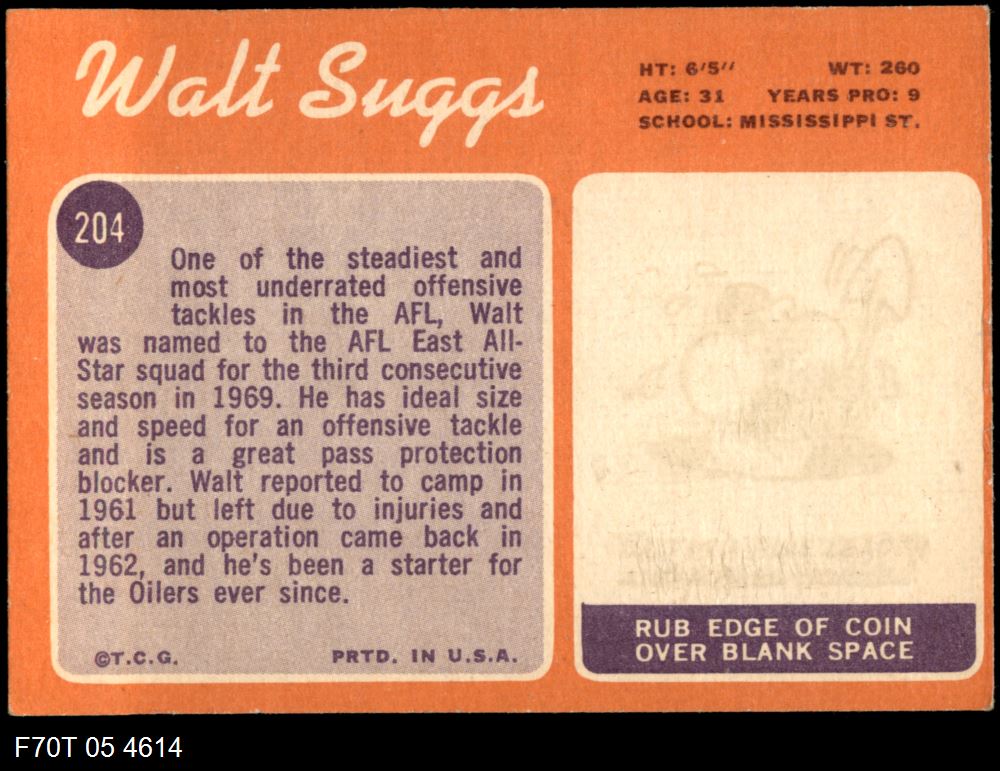 Walt Suggs
HT: 6'5" WT: 260
AGE: 31 YEARS PRO: 9
SCHOOL: MISSISSIPPI ST.
204
One of the steadiest and
most underrated offensive
tackles in the AFL, Walt
was named to the AFL East All-
Star squad for the third consecutive
season in 1969. He has ideal size
and speed for an offensive tackle
and is a great pass protection
blocker. Walt reported to camp in
1961 but left due to injuries and
after an operation came back in
1962, and he's been a starter for
the Oilers ever since.
©T.C.G. PRTD. IN U.S.A.
RUB EDGE OF COIN
OVER BLANK SPACE
F70T 05 4614